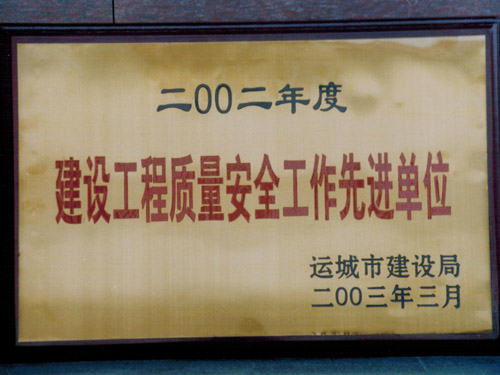 二00二年度
建设工程质量安全工作先进单位
运城市建设局
二00三年三月